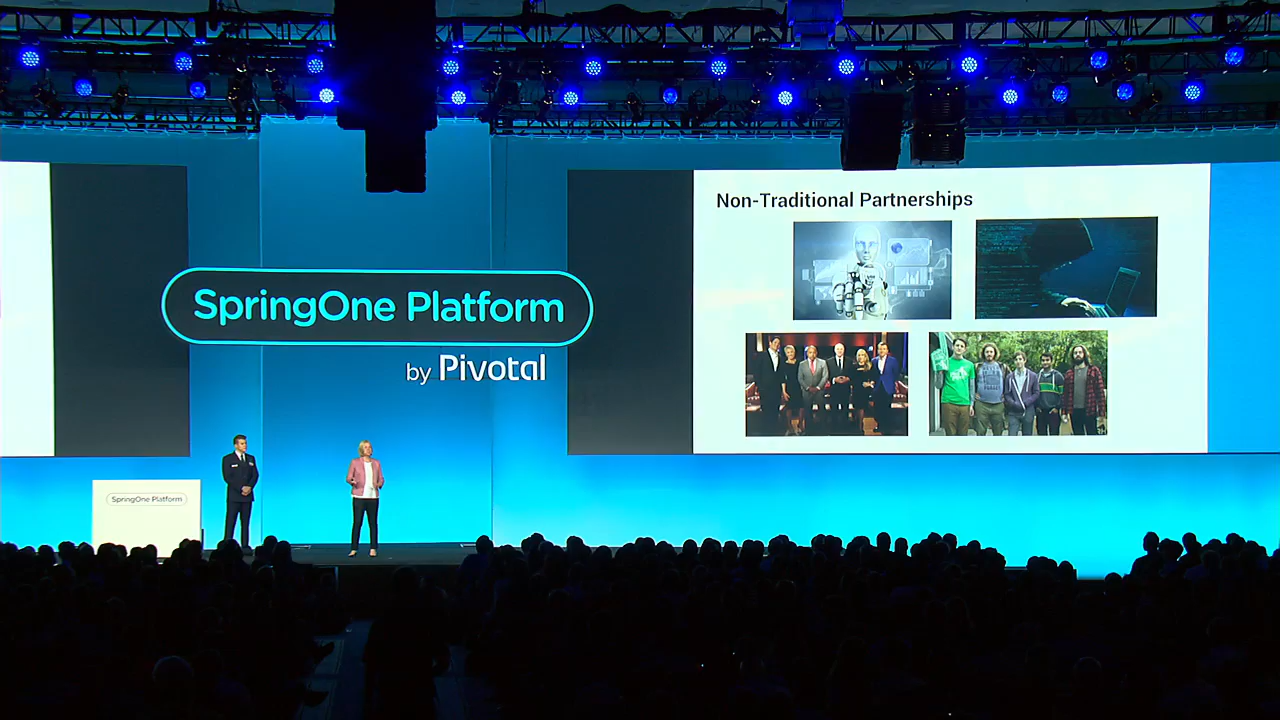 Non-Traditional Partnerships
SpringOne Platform
by Pivotal
SpringOne Platform